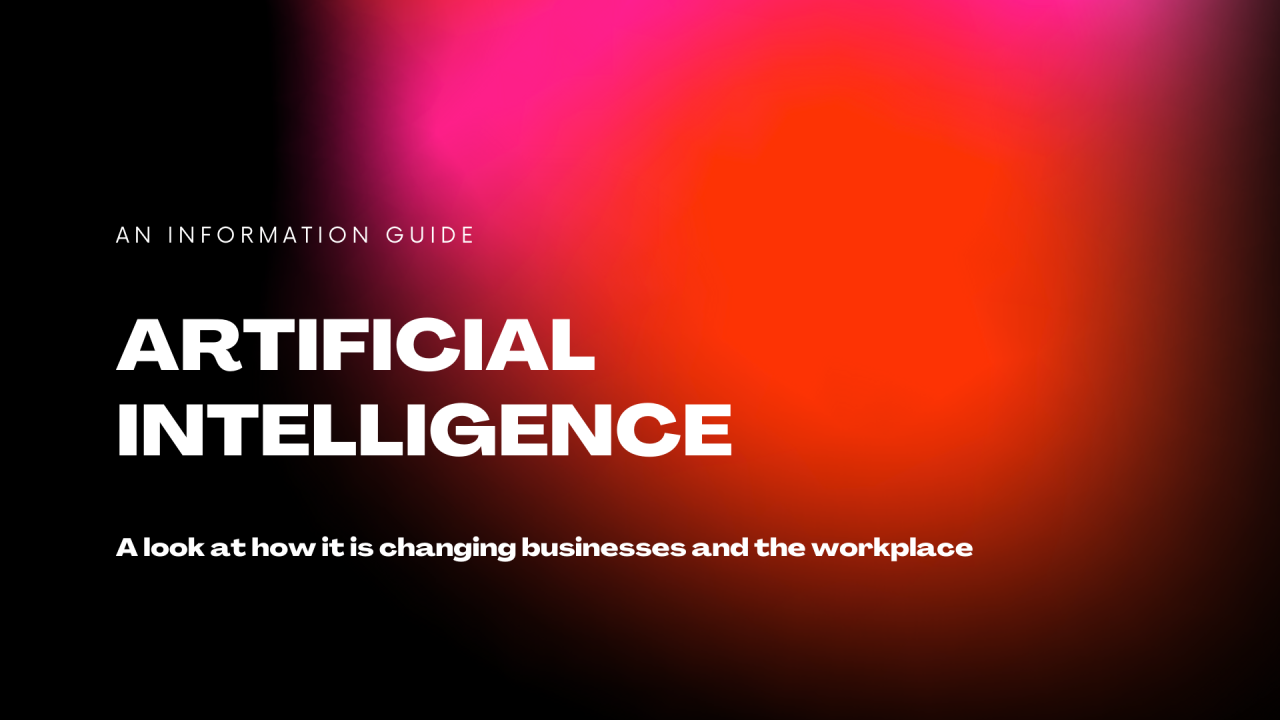 AN INFORMATION GUIDE
ARTIFICIAL
INTELLIGENCE
A look at how it is changing businesses and the workplace